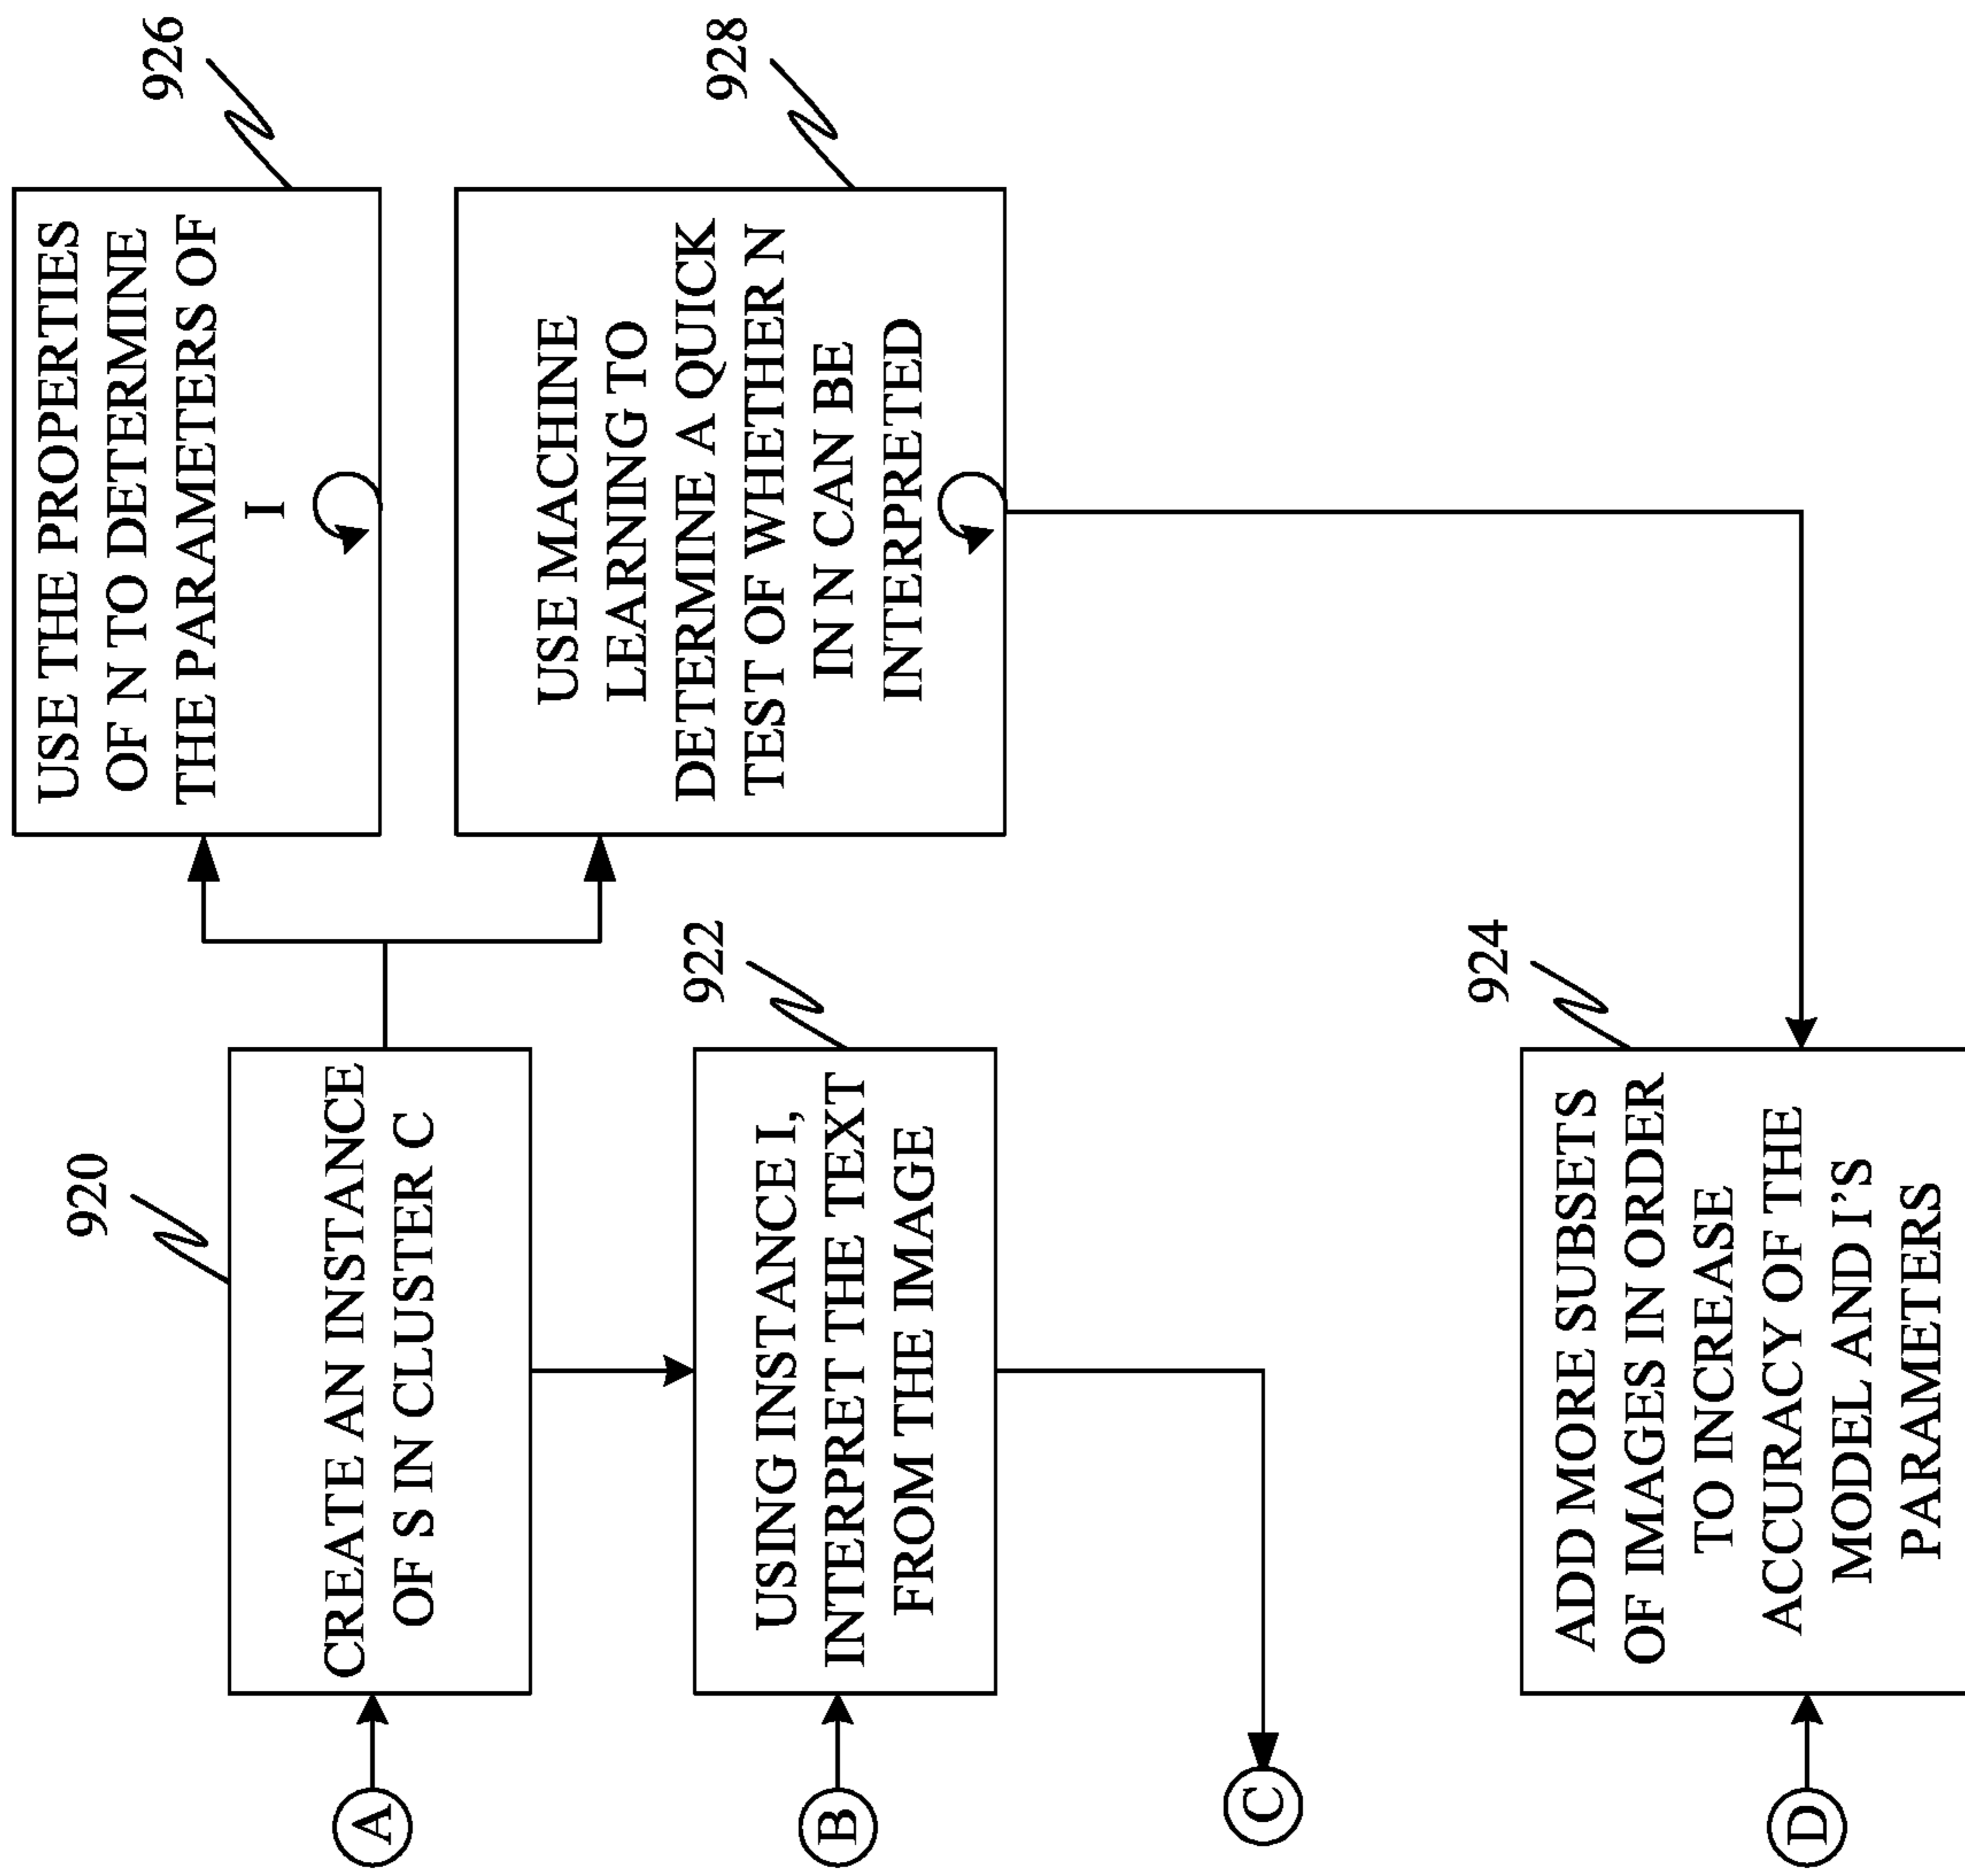 920
A
CREATE AN INSTANCE
OF S IN CLUSTER C
926
USE THE PROPERTIES
OF N TO DETERMINE
THE PARAMETERS OF
I
922
B
USING INSTANCE I,
INTERPRET THE TEXT
FROM THE IMAGE
928
USE MACHINE
LEARNING TO
DETERMINE A QUICK
TEST OF WHETHER N
IN N CAN BE
INTERPRETED
C
924
D
ADD MORE SUBSETS
OF IMAGES IN ORDER
TO INCREASE
ACCURACY OF THE
MODEL AND I'S
PARAMETERS